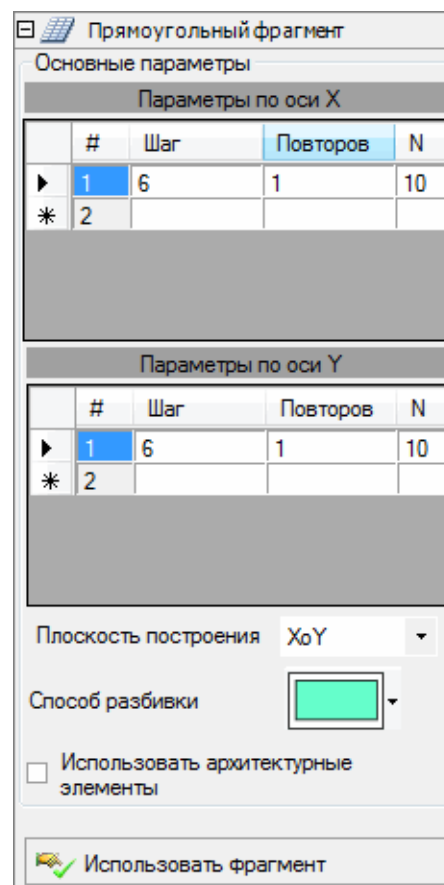 Прямоугольный фрагмент
Основные параметры
Параметры по оси X
# Шаг Повторов N
1 6 1 10
2
Параметры по оси Y
# Шаг Повторов N
1 6 1 10
2
Плоскость построения XoY
Способ разбивки
Использовать архитектурные
элементы
Использовать фрагмент